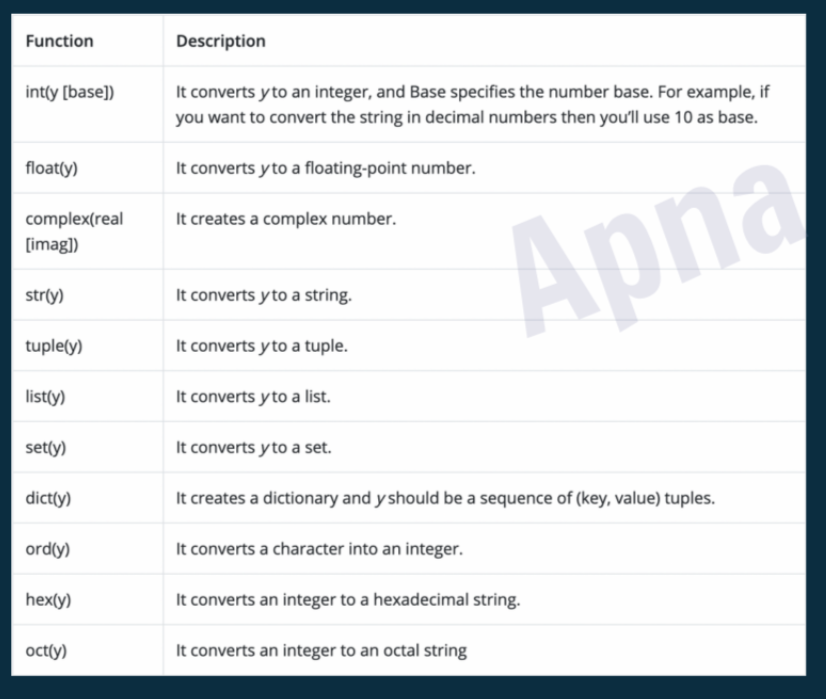 Function Description
int(y [base]) It converts y to an integer, and Base specifies the number base. For example, if
you want to convert the string in decimal numbers then you'll use 10 as base.
float(y) It converts y to a floating-point number.
complex(real It creates a complex number.
[imag])
str(y) It converts y to a string.
tuple(y) It converts y to a tuple.
list(y) It converts y to a list.
set(y) It converts y to a set.
dict(y) It creates a dictionary and y should be a sequence of (key, value) tuples.
ord(y) It converts a character into an integer.
hex(y) It converts an integer to a hexadecimal string.
oct(y) It converts an integer to an octal string
Apna